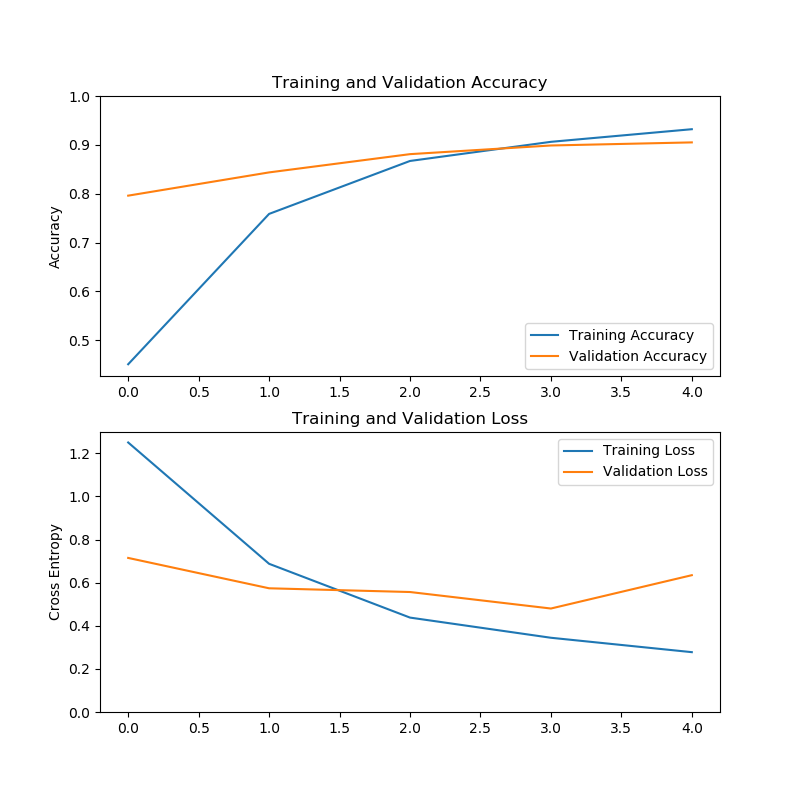 Training and Validation Accuracy
1.0
0.9
0.8
0.7
0.6
0.5
Accuracy
Training Accuracy
Validation Accuracy
0.0 0.5 1.0 1.5 2.0 2.5 3.0 3.5 4.0
Training and Validation Loss
1.2
1.0
0.8
0.6
0.4
0.2
0.0
Cross Entropy
Training Loss
Validation Loss
0.0 0.5 1.0 1.5 2.0 2.5 3.0 3.5 4.0